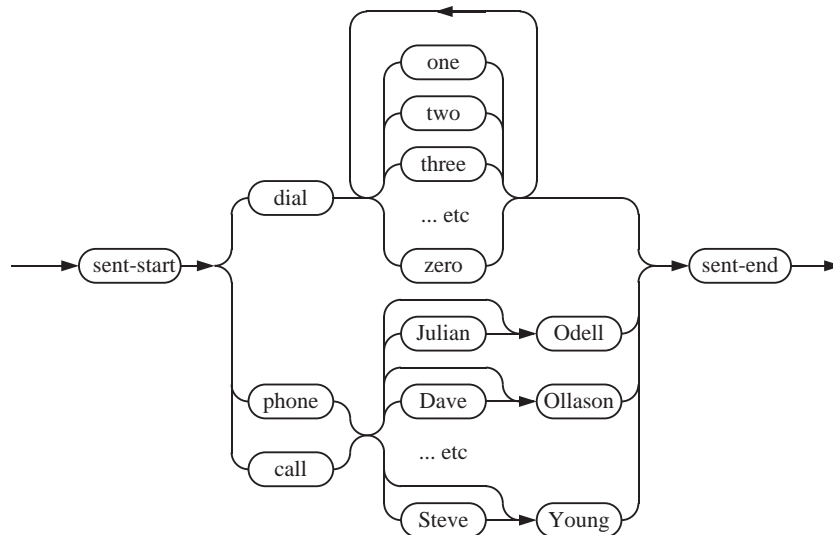 one
two
three
dial
... etc
sent-start
zero
sent-end
Julian
Odell
phone
Dave
Ollason
... etc
call
Steve
Young